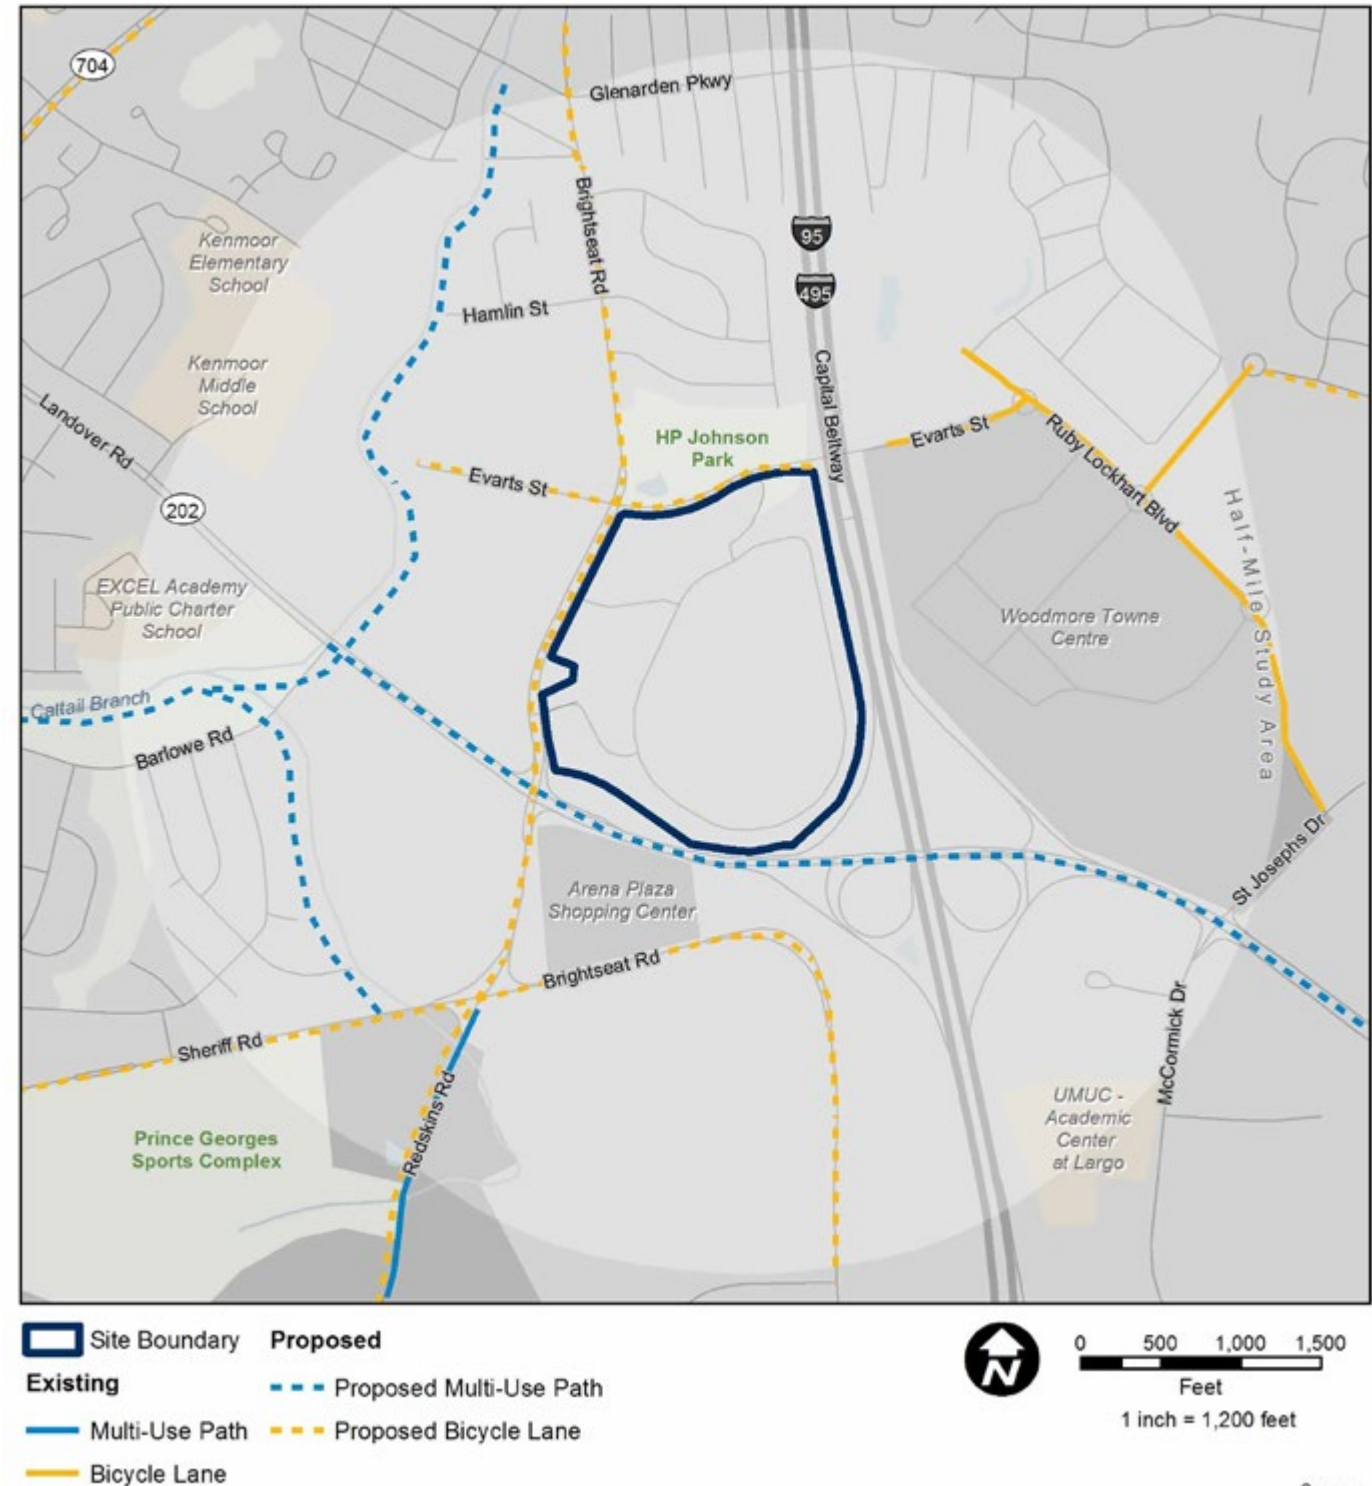 704
Glenarden Pkwy
Brightseat Rd
95
495
Kenmoor
Elementary
School
Hamlin St
Kenmoor
Middle
School
Capital Beltway
Landover Rd
HP Johnson
Park
Evarts St
Ruby Lockhart Blvd
Evarts St
202
Half-Mile Study Area
EXCEL Academy
Public Charter
School
Woodmore Towne
Centre
Cattail Branch
Barlowe Rd
St Josephs Dr
Arena Plaza
Shopping Center
Brightseat Rd
McCormick Dr
Sheriff Rd
Redskins Rd
UMUC -
Academic
Center
at Largo
Prince Georges
Sports Complex
Site Boundary
Proposed
Existing
Proposed Multi-Use Path
Multi-Use Path
Proposed Bicycle Lane
Bicycle Lane
N
0 500 1,000 1,500
Feet
1 inch = 1,200 feet